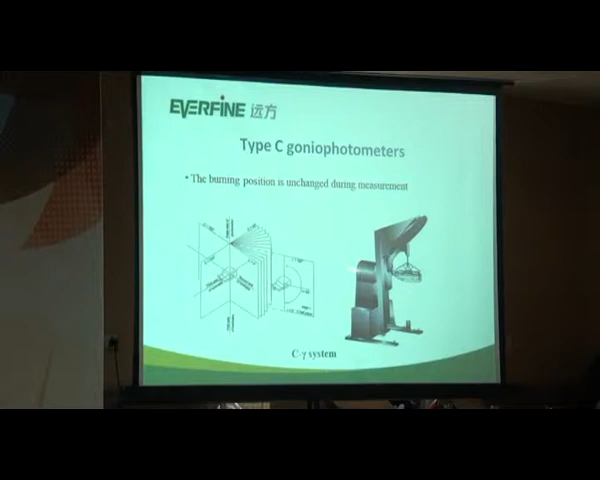 EVERFINE 远方
Type C goniophotometers
• The burning position is unchanged during measurement
C-γ system